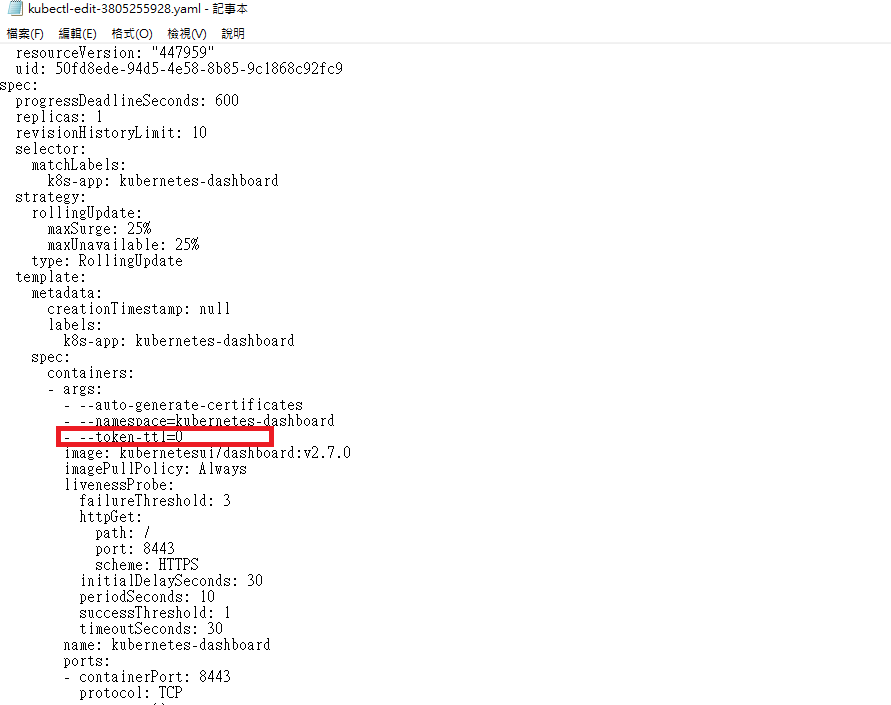 kubectl-edit-3805255928.yaml - 記事本
檔案(F) 編輯(E) 格式(O) 檢視(V) 說明
resourceVersion: "447959"
uid: 50fd8ede-94d5-4e58-8b85-9c1868c92fc9
spec:
progressDeadlineSeconds: 600
replicas: 1
revisionHistoryLimit: 10
selector:
matchLabels:
k8s-app: kubernetes-dashboard
strategy:
rollingUpdate:
maxSurge: 25%
maxUnavailable: 25%
type: RollingUpdate
template:
metadata:
creationTimestamp: null
labels:
k8s-app: kubernetes-dashboard
spec:
containers:
- args:
- --auto-generate-certificates
- --namespace=kubernetes-dashboard
- --token-ttl=0
image: kubernetesui/dashboard:v2.7.0
imagePullPolicy: Always
livenessProbe:
failureThreshold: 3
httpGet:
path: /
port: 8443
scheme: HTTPS
initialDelaySeconds: 30
periodSeconds: 10
successThreshold: 1
timeoutSeconds: 30
name: kubernetes-dashboard
ports:
- containerPort: 8443
protocol: TCP